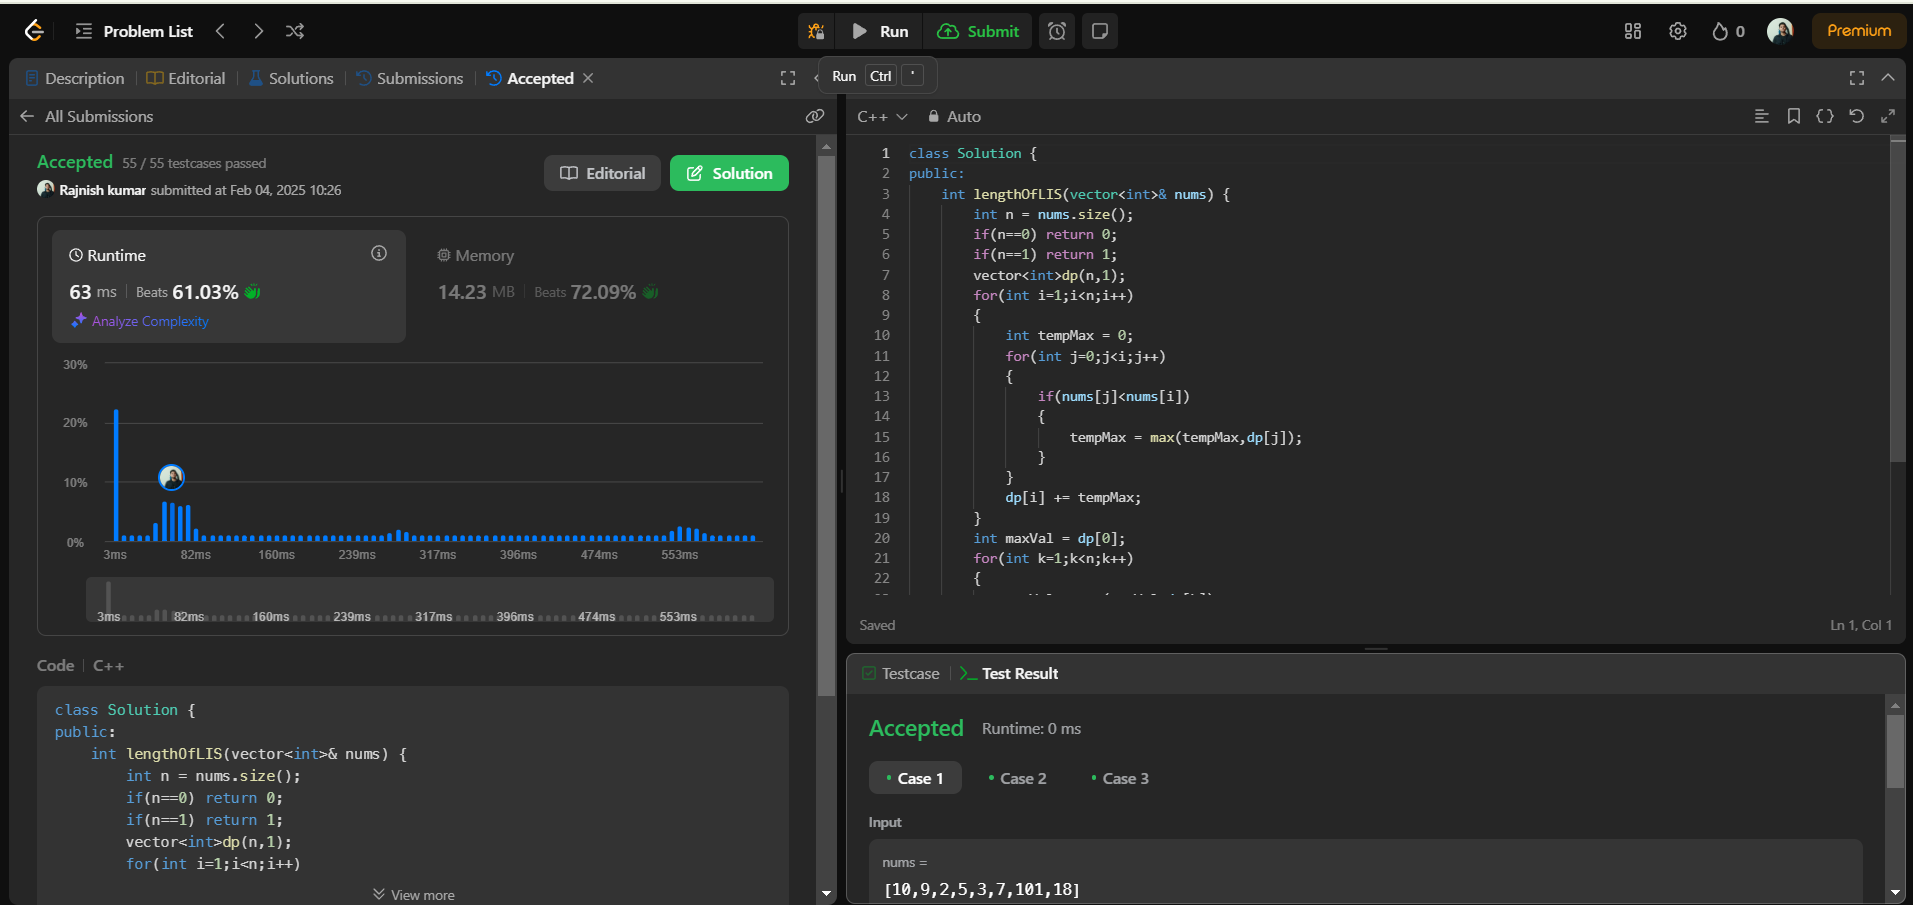 Problem List
Run
Submit
0
Premium
Description
Editorial
Solutions
Submissions
Accepted
Run Ctrl '
All Submissions
Accepted 55 / 55 testcases passed
Rajnish kumar submitted at Feb 04, 2025 10:26
Editorial
Solution
Runtime
63 ms Beats 61.03%
Analyze Complexity
Memory
14.23 MB Beats 72.09%
30%
20%
10%
0%
3ms 82ms 160ms 239ms 317ms 396ms 474ms 553ms
3ms 82ms 160ms 239ms 317ms 396ms 474ms 553ms
Code C++
class Solution {
public:
    int lengthOfLIS(vector<int>& nums) {
        int n = nums.size();
        if(n==0) return 0;
        if(n==1) return 1;
        vector<int>dp(n,1);
        for(int i=1;i<n;i++)
View more
C++ Auto
1 class Solution {
2 public:
3     int lengthOfLIS(vector<int>& nums) {
4         int n = nums.size();
5         if(n==0) return 0;
6         if(n==1) return 1;
7         vector<int>dp(n,1);
8         for(int i=1;i<n;i++)
9         {
10             int tempMax = 0;
11             for(int j=0;j<i;j++)
12             {
13                 if(nums[j]<nums[i])
14                 {
15                     tempMax = max(tempMax,dp[j]);
16                 }
17             }
18             dp[i] += tempMax;
19         }
20         int maxVal = dp[0];
21         for(int k=1;k<n;k++)
22         {
Saved
Ln 1, Col 1
Testcase
Test Result
Accepted Runtime: 0 ms
Case 1 Case 2 Case 3
Input
nums =
[10,9,2,5,3,7,101,18]